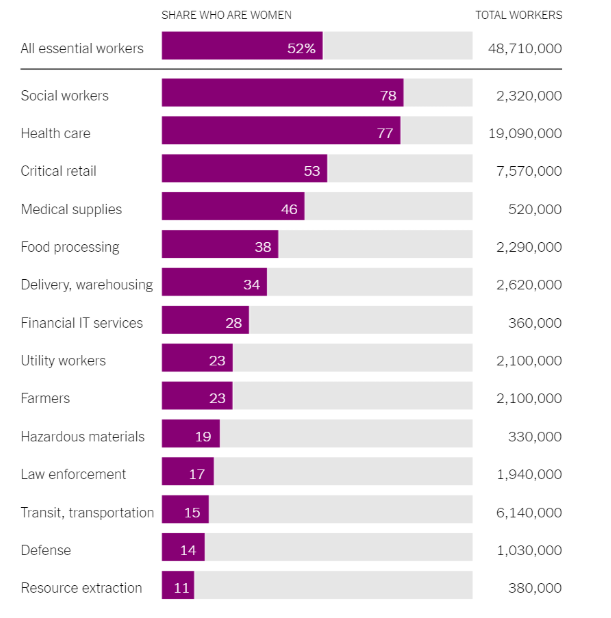 SHARE WHO ARE WOMEN TOTAL WORKERS
All essential workers 52% 48,710,000
Social workers 78 2,320,000
Health care 77 19,090,000
Critical retail 53 7,570,000
Medical supplies 46 520,000
Food processing 38 2,290,000
Delivery, warehousing 34 2,620,000
Financial IT services 28 360,000
Utility workers 23 2,100,000
Farmers 23 2,100,000
Hazardous materials 19 330,000
Law enforcement 17 1,940,000
Transit, transportation 15 6,140,000
Defense 14 1,030,000
Resource extraction 11 380,000